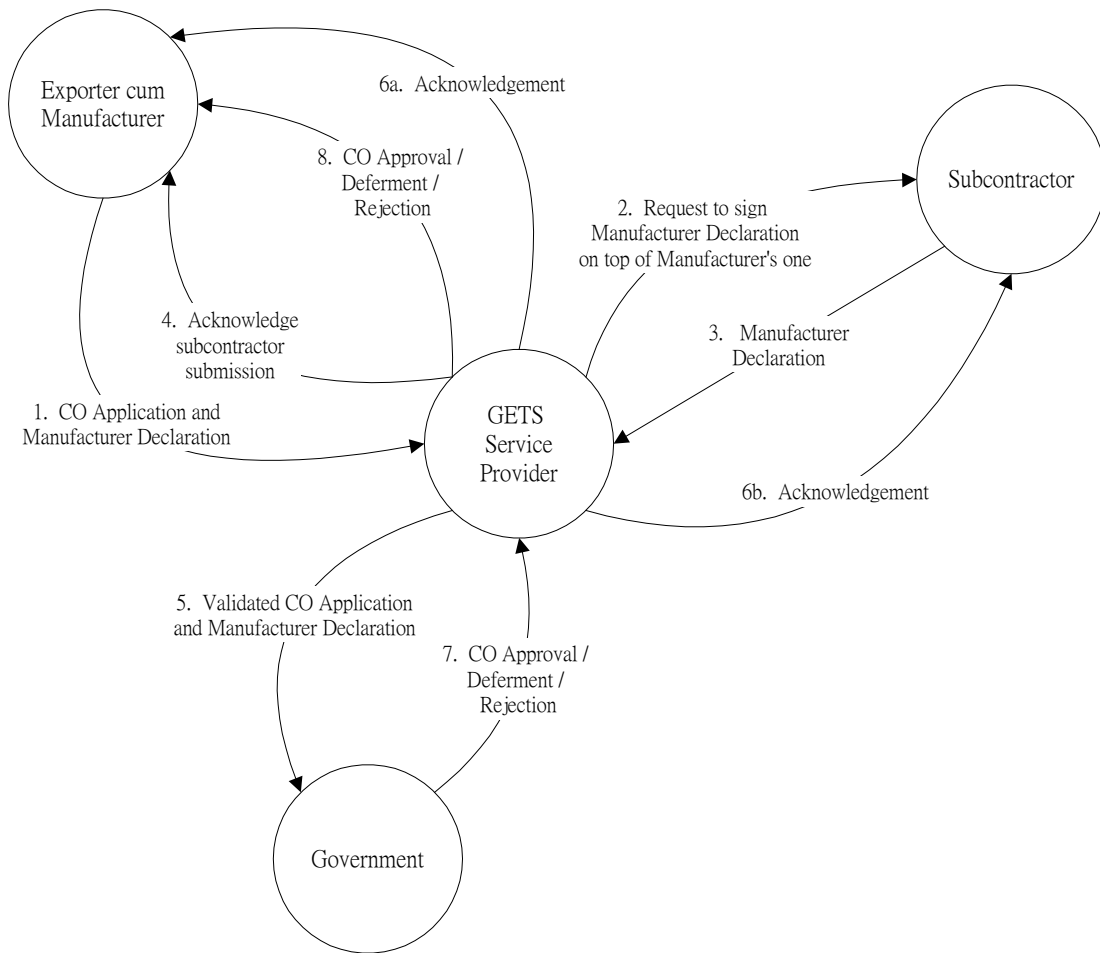 Exporter cum
Manufacturer
6a. Acknowledgement
8. CO Approval /
Deferment /
Rejection
Subcontractor
2. Request to sign
Manufacturer Declaration
on top of Manufacturer's one
4. Acknowledge
subcontractor
submission
3. Manufacturer
Declaration
1. CO Application and
Manufacturer Declaration
GETS
Service
Provider
6b. Acknowledgement
5. Validated CO Application
and Manufacturer Declaration
7. CO Approval /
Deferment /
Rejection
Government